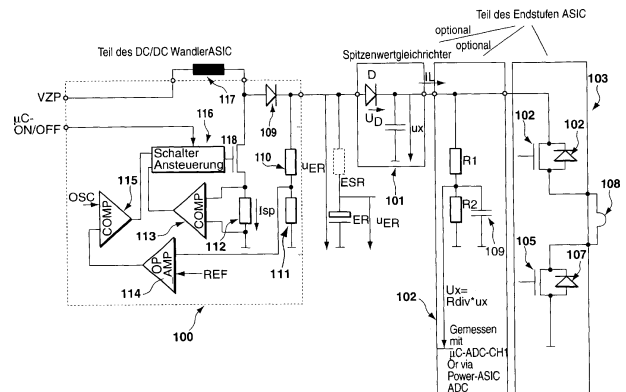 Teil des Endstufen ASIC
optional
optional
Teil des DC/DC WandlerASIC
Spitzenwertgleichrichter
iL
103
VZP
117
D
116
109
UD
ux
102
102
µC-
ON/OFF
118
110
uER
R1
Schalter
Ansteuerung
101
115
ESR
108
OSC
COMP
COMP
Isp
R2
ER
uER
105
107
113
112
111
109
OP
AMP
REF
114
Ux=
Rdiv*ux
102
100
Gemessen
mit
µC-ADC-CH1
Or via
Power-ASIC
ADC